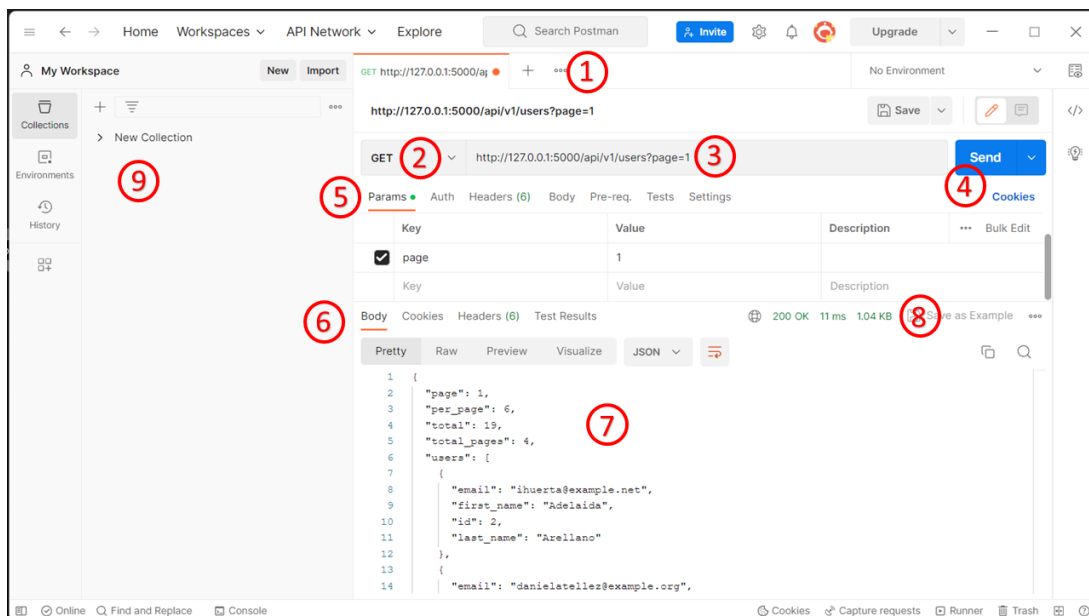 Home Workspaces API Network Explore Search Postman Invite Upgrade
My Workspace New Import GET http://127.0.0.1:5000/ap 1 No Environment
Collections
Environments
History
New Collection
9
http://127.0.0.1:5000/api/v1/users?page=1 Save
GET 2 http://127.0.0.1:5000/api/v1/users?page=1 3 Send
4
5 Params Auth Headers (6) Body Pre-req. Tests Settings Cookies
Key Value Description Bulk Edit
page 1
Key Value Description
6 Body Cookies Headers (6) Test Results 200 OK 11 ms 1.04 KB 8 Save as Example
Pretty Raw Preview Visualize JSON
7
1 {
2 "page": 1,
3 "per_page": 6,
4 "total": 19,
5 "total_pages": 4,
6 "users": [
7 {
8 "email": "ihuerta@example.net",
9 "first_name": "Adelaida",
10 "id": 2,
11 "last_name": "Arellano"
12 },
13 {
14 "email": "danielatellez@example.org",
Online Find and Replace Console Cookies Capture requests Runner Trash